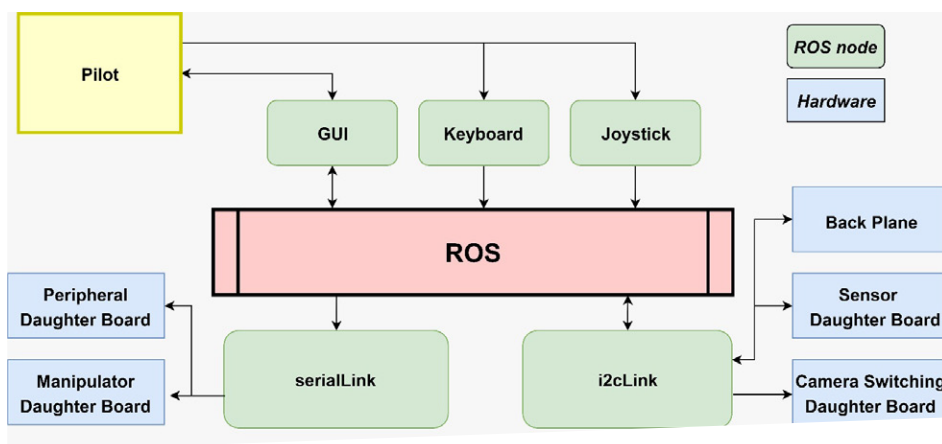 Pilot
ROS node
Hardware
GUI
Keyboard
Joystick
ROS
Back Plane
Peripheral
Daughter Board
Sensor
Daughter Board
serialLink
i2cLink
Manipulator
Daughter Board
Camera Switching
Daughter Board